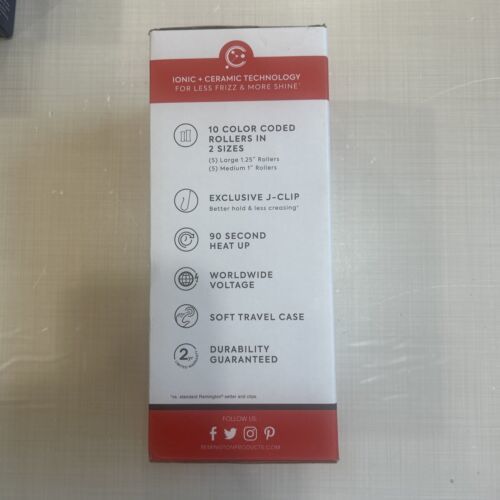 IONIC + CERAMIC TECHNOLOGY
FOR LESS FRIZZ & MORE SHINE*
10 COLOR CODED
ROLLERS IN
2 SIZES
(5) Large 1.25" Rollers
(5) Medium 1" Rollers
EXCLUSIVE J-CLIP
Better hold & less creasing*
90 SECOND
HEAT UP
WORLDWIDE
VOLTAGE
SOFT TRAVEL CASE
2
DURABILITY
GUARANTEED
*vs. standard Remington® setter and clips.
FOLLOW US:
REMINGTONPRODUCTS.COM